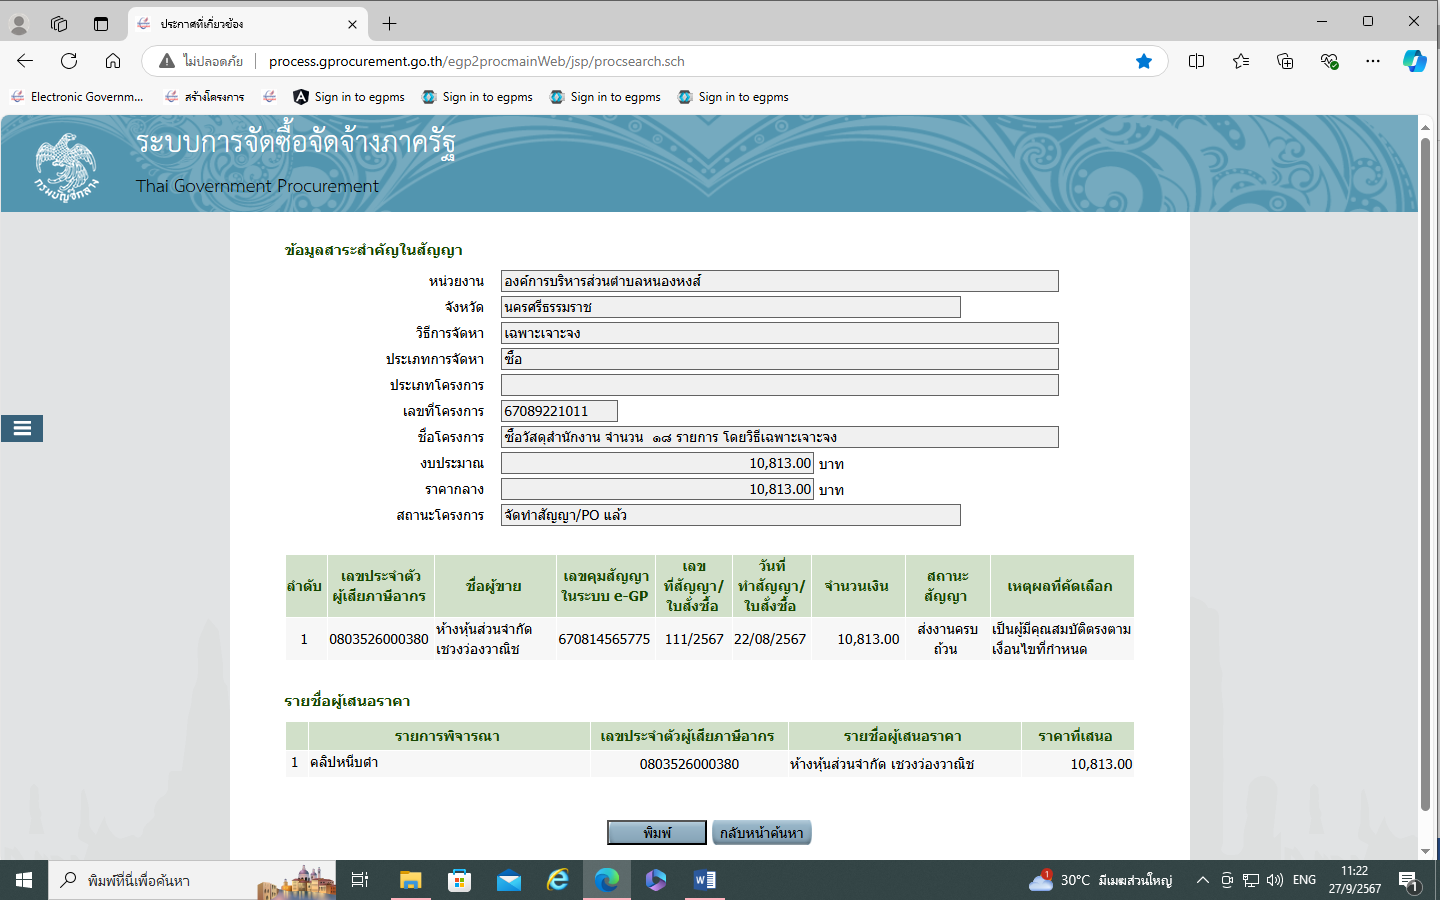 ประกาศที่เกี่ยวข้อง
ไม่ปลอดภัย process.gprocurement.go.th/egp2procmainWeb/jsp/procsearch.sch
Electronic Governm... สร้างโครงการ Sign in to egpms Sign in to egpms Sign in to egpms Sign in to egpms
ระบบการจัดซื้อจัดจ้างภาครัฐ
Thai Government Procurement
กรมบัญชีกลาง
ข้อมูลสาระสำคัญในสัญญา
หน่วยงาน องค์การบริหารส่วนตำบลหนองหงส์
จังหวัด นครศรีธรรมราช
วิธีการจัดหา เฉพาะเจาะจง
ประเภทการจัดหา ซื้อ
ประเภทโครงการ
เลขที่โครงการ 67089221011
ชื่อโครงการ ซื้อวัสดุสำนักงาน จำนวน ๑๘ รายการ โดยวิธีเฉพาะเจาะจง
งบประมาณ 10,813.00 บาท
ราคากลาง 10,813.00 บาท
สถานะโครงการ จัดทำสัญญา/PO แล้ว
ลำดับ เลขประจำตัวผู้เสียภาษีอากร ชื่อผู้ขาย เลขคุมสัญญาในระบบ e-GP เลขที่สัญญา/ใบสั่งซื้อ วันที่ทำสัญญา/ใบสั่งซื้อ จำนวนเงิน สถานะสัญญา เหตุผลที่คัดเลือก
1 0803526000380 ห้างหุ้นส่วนจำกัด เชวงว่องวาณิช 670814565775 111/2567 22/08/2567 10,813.00 ส่งงานครบถ้วน เป็นผู้มีคุณสมบัติตรงตามเงื่อนไขที่กำหนด
รายชื่อผู้เสนอราคา
รายการพิจารณา เลขประจำตัวผู้เสียภาษีอากร รายชื่อผู้เสนอราคา ราคาที่เสนอ
1 คลิปหนีบดำ 0803526000380 ห้างหุ้นส่วนจำกัด เชวงว่องวาณิช 10,813.00
พิมพ์ กลับหน้าค้นหา
พิมพ์ที่นี่เพื่อค้นหา 1 30°C มีเมฆส่วนใหญ่ ENG 11:22 1
27/9/2567